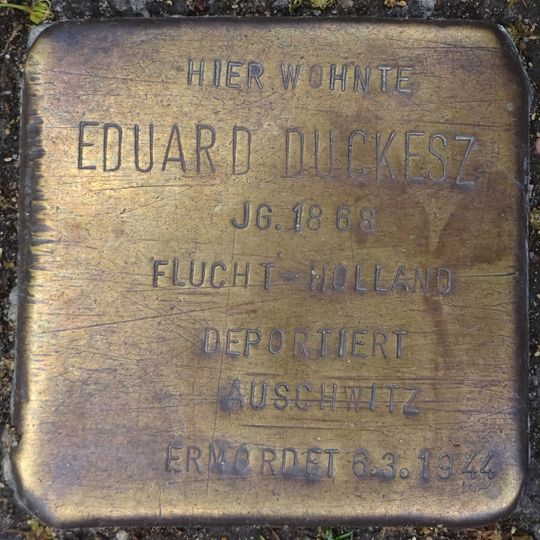 HIER WOHNTE
EDUARD DUCKESZ
JG. 1868
FLUCHT - HOLLAND
DEPORTIERT
AUSCHWITZ
ERMORDET 6.3.1944